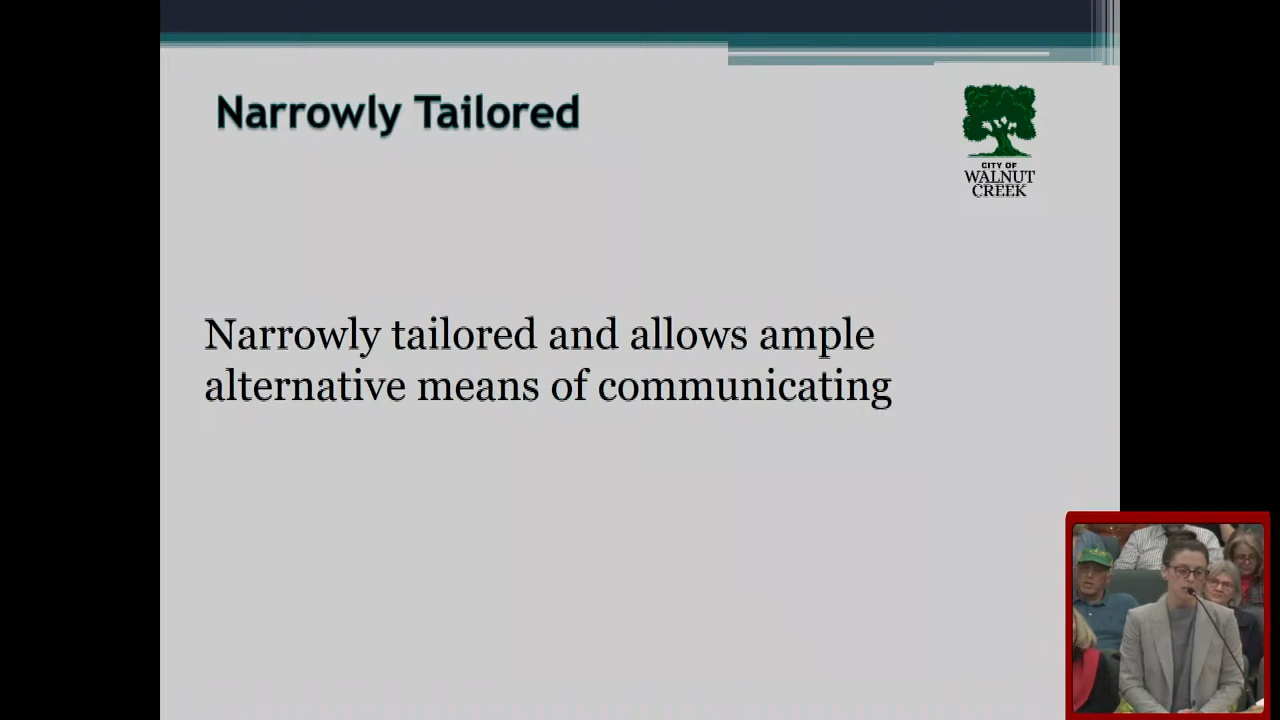 Narrowly Tailored
CITY OF
WALNUT
CREEK
Narrowly tailored and allows ample
alternative means of communicating